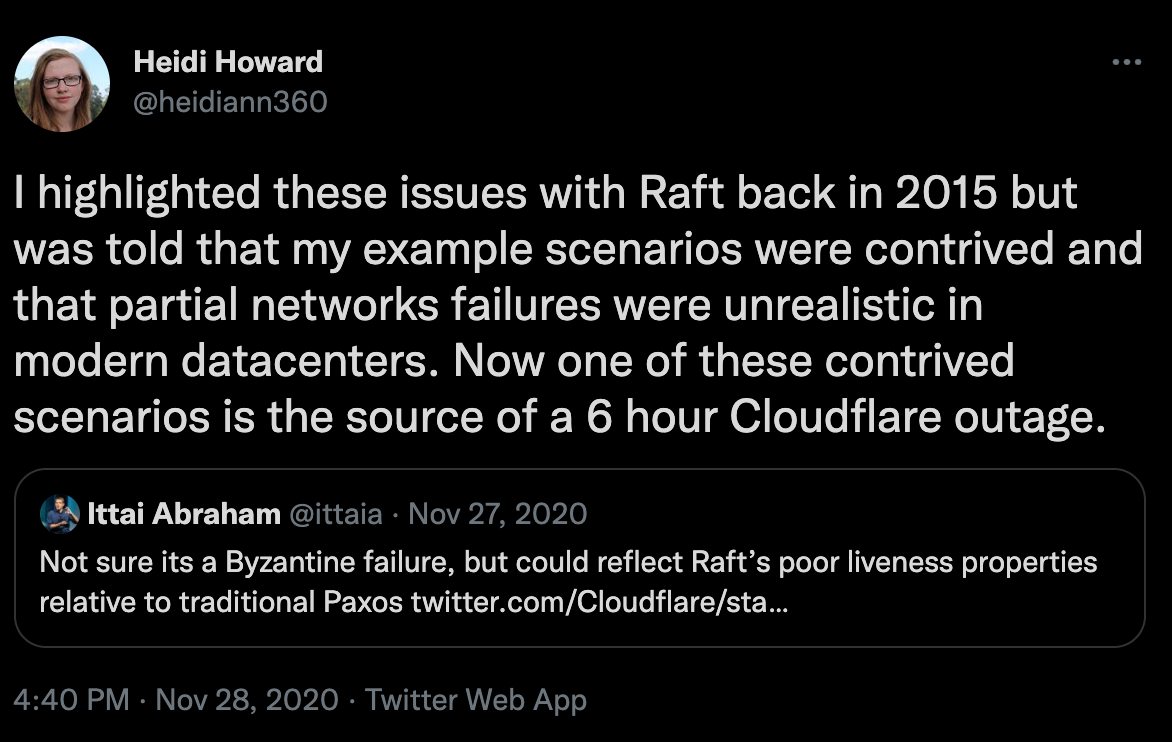 Heidi Howard
@heidiann360
I highlighted these issues with Raft back in 2015 but
was told that my example scenarios were contrived and
that partial networks failures were unrealistic in
modern datacenters. Now one of these contrived
scenarios is the source of a 6 hour Cloudflare outage.
Ittai Abraham @ittaia · Nov 27, 2020
Not sure its a Byzantine failure, but could reflect Raft’s poor liveness properties
relative to traditional Paxos twitter.com/Cloudflare/sta…
4:40 PM · Nov 28, 2020 · Twitter Web App